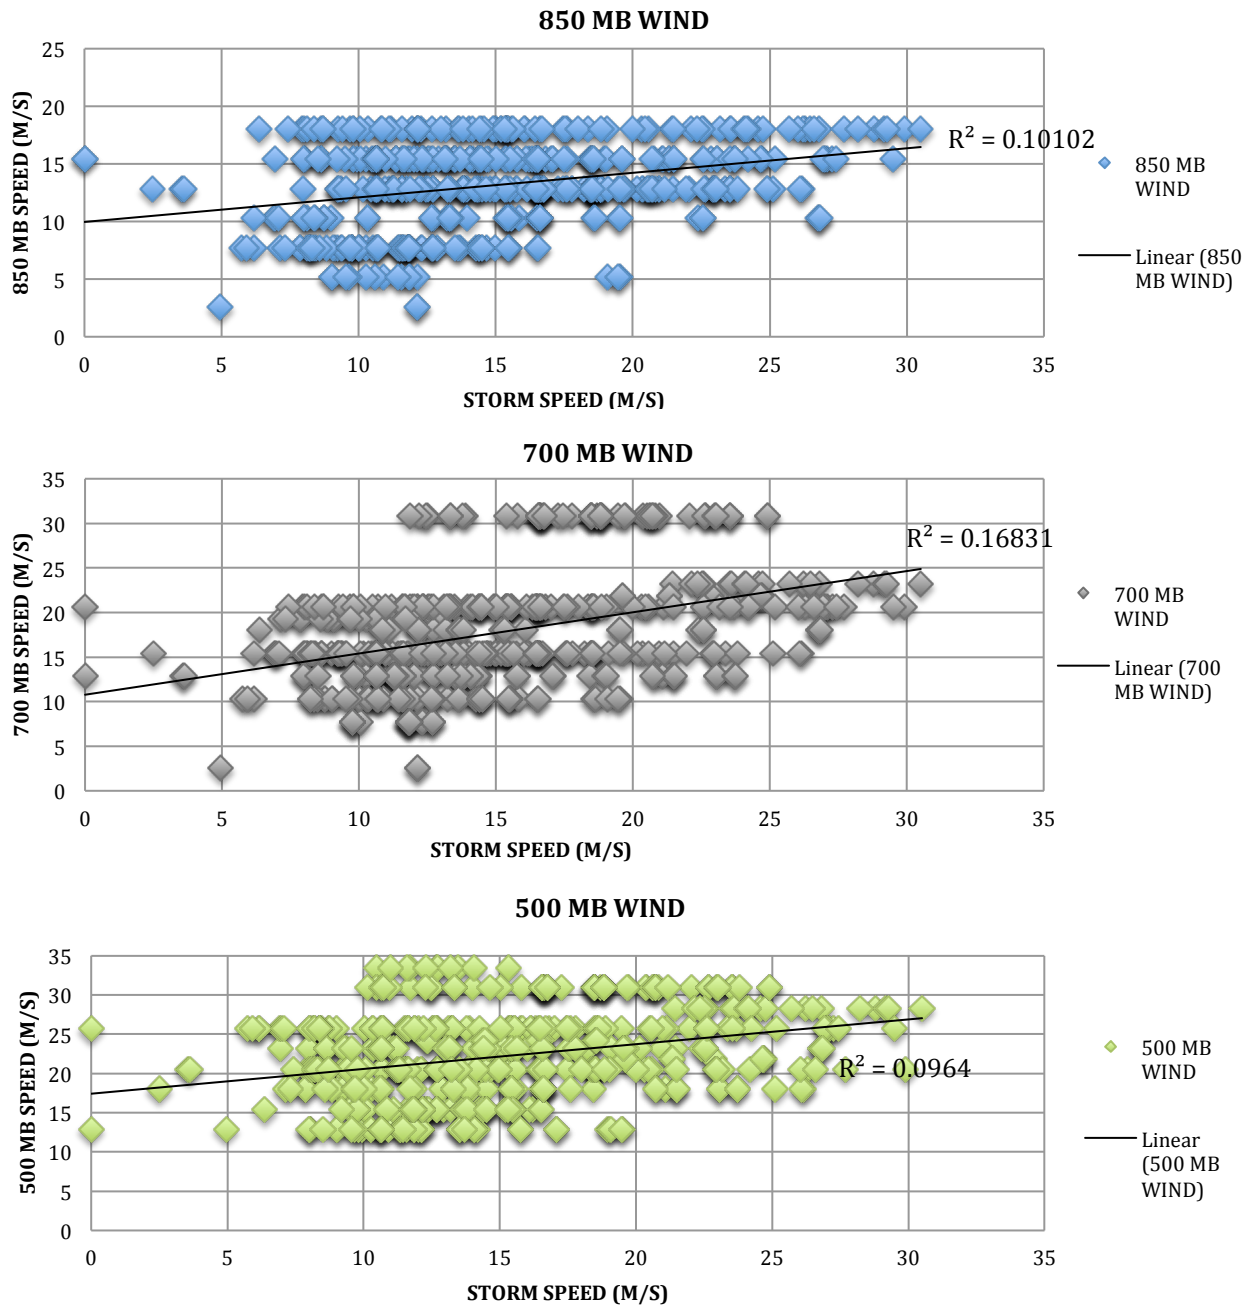 850 MB WIND
25
20
15
10
5
0
850 MB SPEED (M/S)
0 5 10 15 20 25 30 35
STORM SPEED (M/S)
R² = 0.10102
850 MB
WIND
Linear (850
MB WIND)
700 MB WIND
35
30
25
20
15
10
5
0
700 MB SPEED (M/S)
0 5 10 15 20 25 30 35
STORM SPEED (M/S)
R² = 0.16831
700 MB
WIND
Linear (700
MB WIND)
500 MB WIND
35
30
25
20
15
10
5
0
500 MB SPEED (M/S)
0 5 10 15 20 25 30 35
STORM SPEED (M/S)
R² = 0.0964
500 MB
WIND
Linear
(500 MB
WIND)